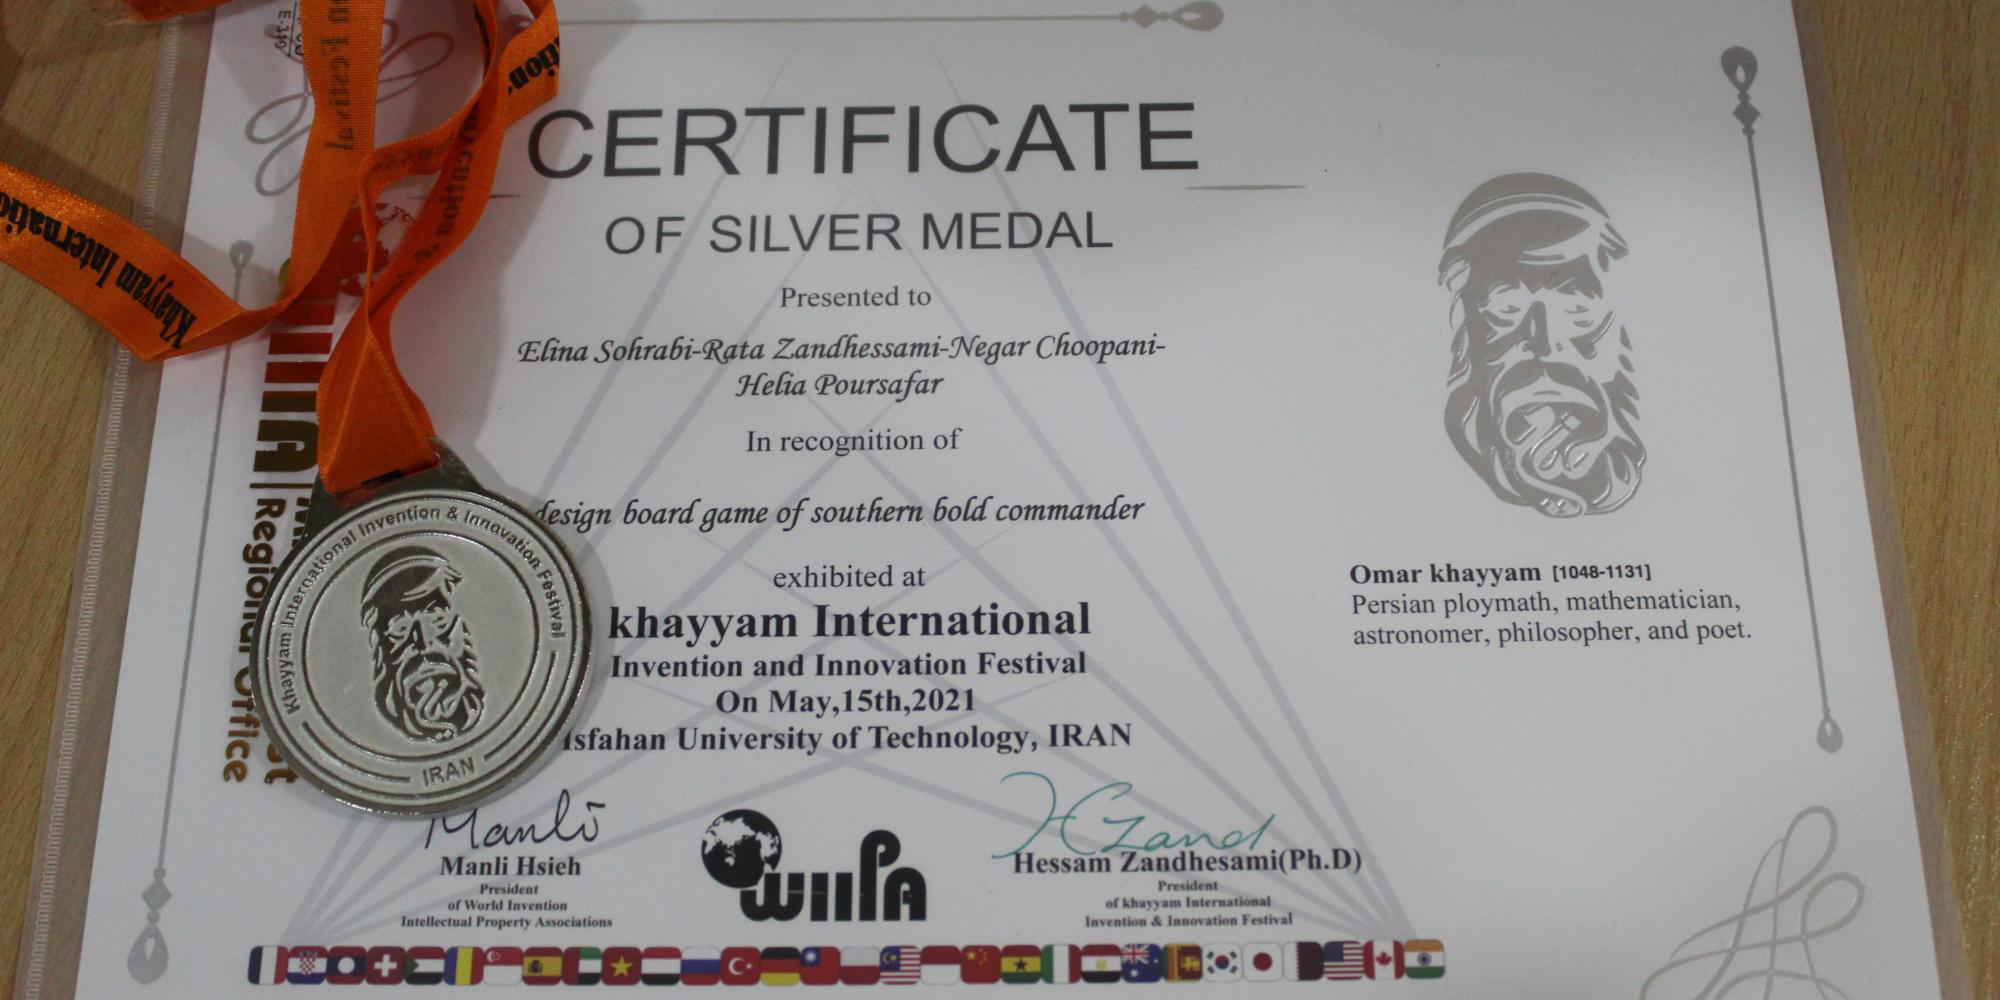 CERTIFICATE
OF SILVER MEDAL
Presented to
Elina Sohrabi-Rata Zandhessami-Negar Choopani-
Helia Poursafar
In recognition of
design board game of southern bold commander
exhibited at
khayyam International
Invention and Innovation Festival
On May,15th,2021
Isfahan University of Technology, IRAN
Manli
Manli Hsieh
President
of World Invention
Intellectual Property Associations
WIIPA
HZand
Hessam Zandhesami(Ph.D)
President
of khayyam International
Invention & Innovation Festival
Omar khayyam [1048-1131]
Persian ploymath, mathematician,
astronomer, philosopher, and poet.
Khayyam International Invention & Innovation Festival
IRAN
Regional Office
Khayyam Internatio